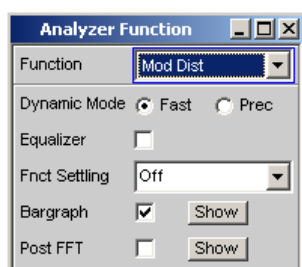 Analyzer Function
Function Mod Dist
Dynamic Mode Fast Prec
Equalizer
Fnct Settling Off
Bargraph Show
Post FFT Show